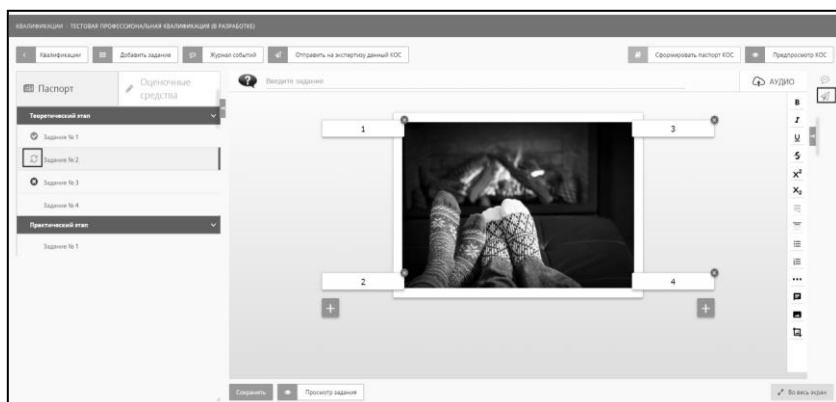 КВАЛИФИКАЦИИ › ТЕСТОВАЯ ПРОФЕССИОНАЛЬНАЯ КВАЛИФИКАЦИЯ (В РАЗРАБОТКЕ)
Квалификации Добавить задание Журнал событий Отправить на экспертизу данный КОС Сформировать паспорт КОС Предпросмотр КОС
Паспорт
Оценочные
средства
Введите задание
АУДИО
Теоретический этап
Задание № 1
Задание № 2
Задание № 3
Задание № 4
Практический этап
Задание № 1
1
3
2
4
B
I
U
S
X²
X₂
Сохранить
Просмотр задания
Во весь экран